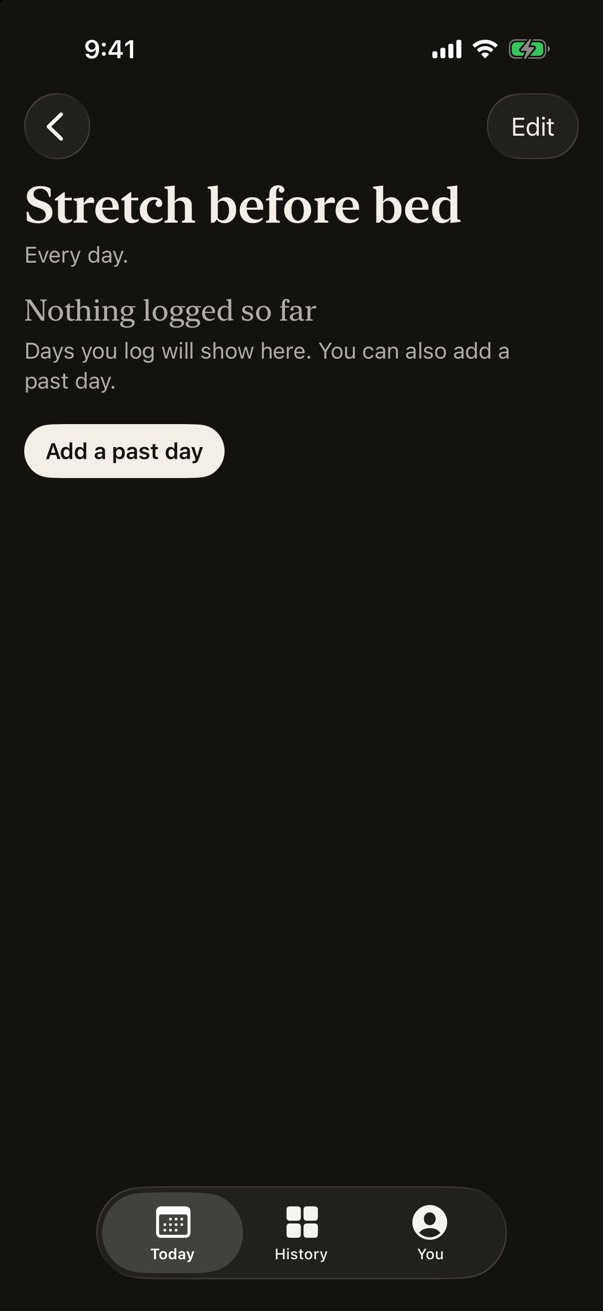 9:41
Edit
Stretch before bed
Every day.
Nothing logged so far
Days you log will show here. You can also add a
past day.
Add a past day
Today
History
You